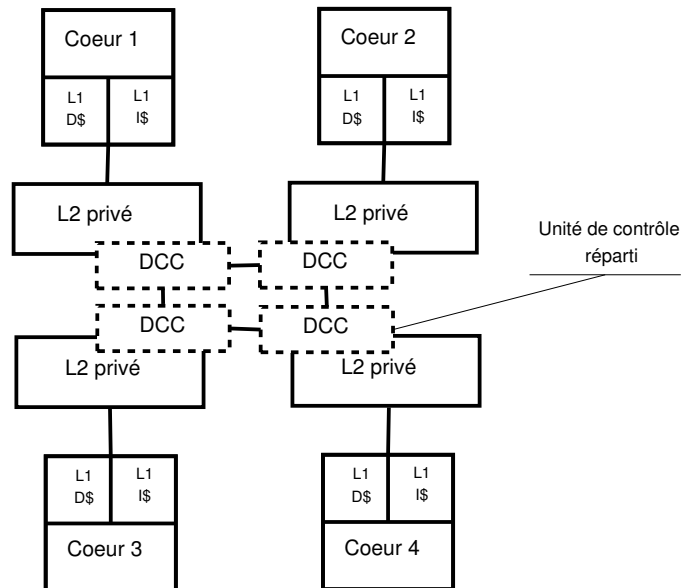 Coeur 1
Coeur 2
L1 L1
D$ I$
L1 L1
D$ I$
L2 privé
L2 privé
Unité de contrôle
réparti
DCC
DCC
DCC
DCC
L2 privé
L2 privé
L1 L1
D$ I$
L1 L1
D$ I$
Coeur 3
Coeur 4